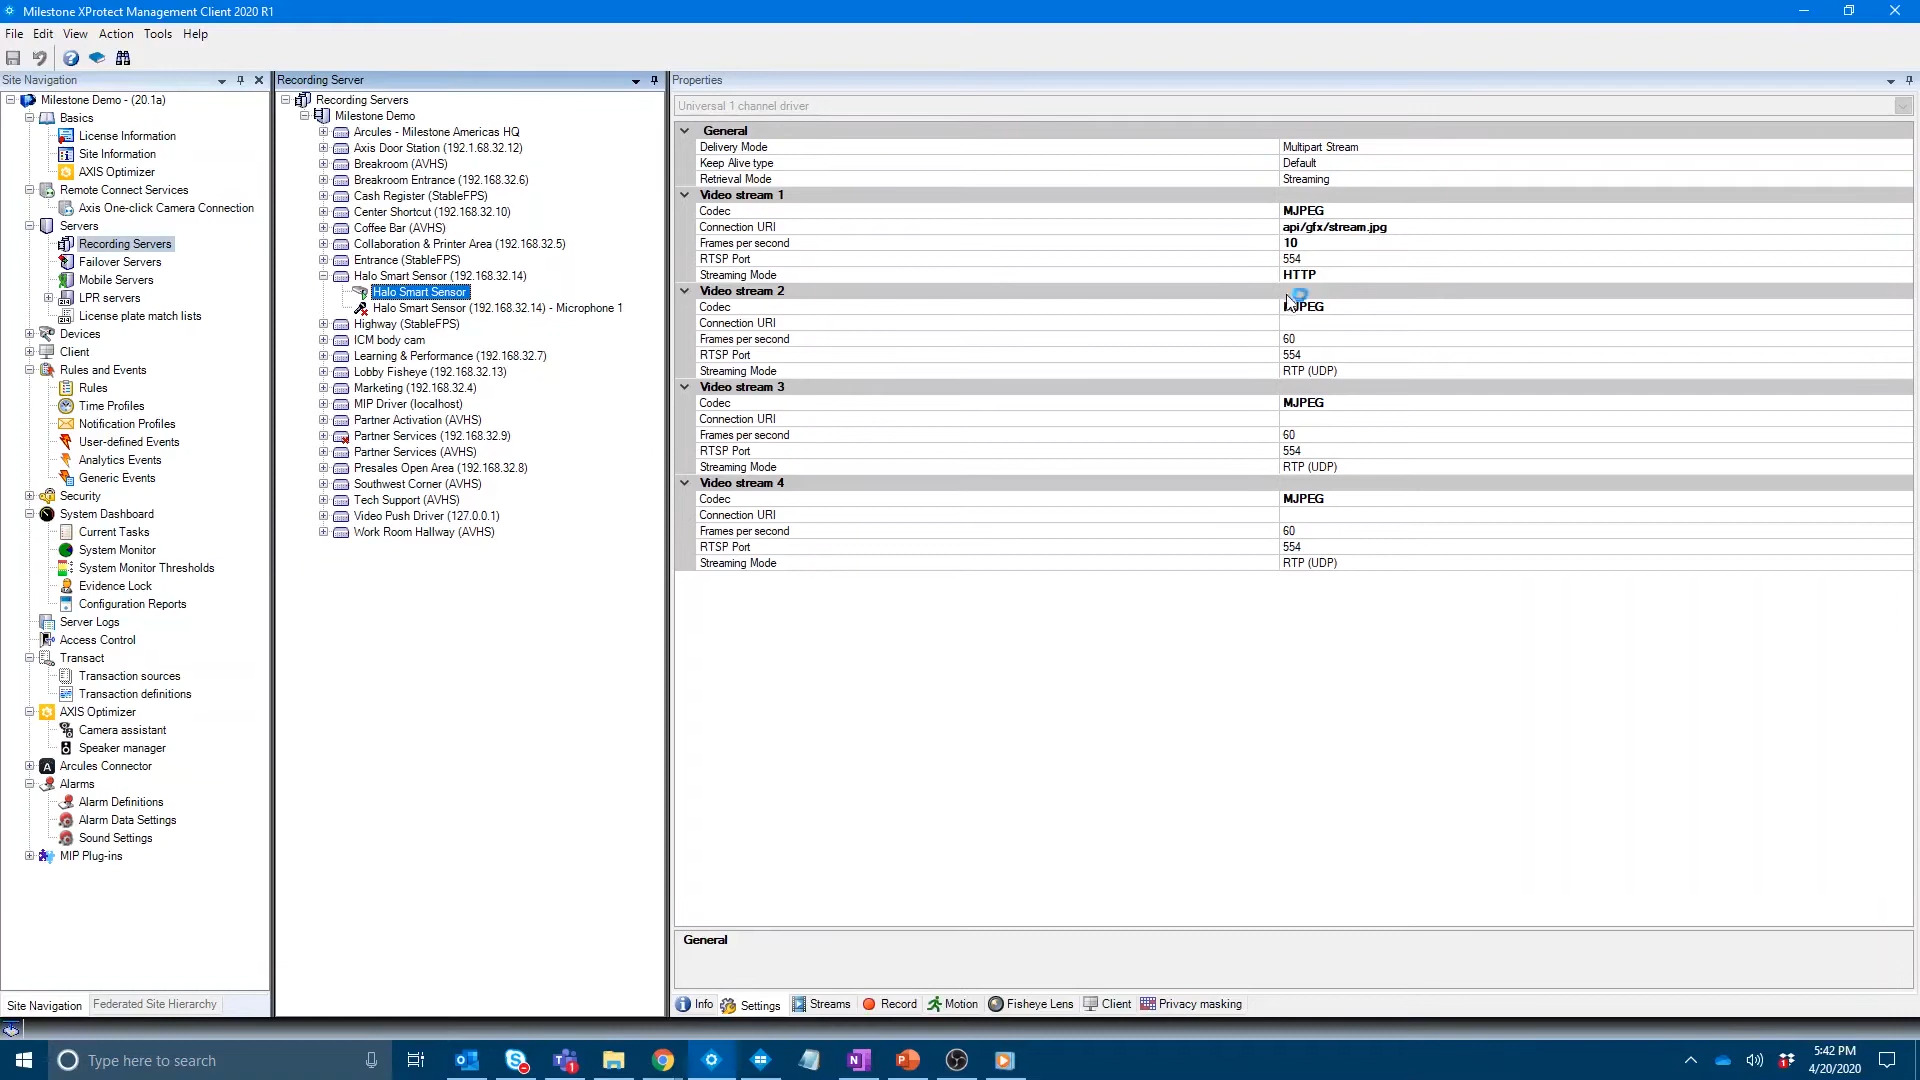 Milestone XProtect Management Client 2020 R1
File Edit View Action Tools Help
Site Navigation
Milestone Demo - (20.1a)
Basics
License Information
Site Information
AXIS Optimizer
Remote Connect Services
Axis One-click Camera Connection
Servers
Recording Servers
Failover Servers
Mobile Servers
LPR servers
License plate match lists
Devices
Client
Rules and Events
Rules
Time Profiles
Notification Profiles
User-defined Events
Analytics Events
Generic Events
Security
System Dashboard
Current Tasks
System Monitor
System Monitor Thresholds
Evidence Lock
Configuration Reports
Server Logs
Access Control
Transact
Transaction sources
Transaction definitions
AXIS Optimizer
Camera assistant
Speaker manager
Arcules Connector
Alarms
Alarm Definitions
Alarm Data Settings
Sound Settings
MIP Plug-ins
Site Navigation Federated Site Hierarchy
Recording Server
Recording Servers
Milestone Demo
Arcules - Milestone Americas HQ
Axis Door Station (192.1.68.32.12)
Breakroom (AVHS)
Breakroom Entrance (192.168.32.6)
Cash Register (StableFPS)
Center Shortcut (192.168.32.10)
Coffee Bar (AVHS)
Collaboration & Printer Area (192.168.32.5)
Entrance (StableFPS)
Halo Smart Sensor (192.168.32.14)
Halo Smart Sensor
Halo Smart Sensor (192.168.32.14) - Microphone 1
Highway (StableFPS)
ICM body cam
Learning & Performance (192.168.32.7)
Lobby Fisheye (192.168.32.13)
Marketing (192.168.32.4)
MIP Driver (localhost)
Partner Activation (AVHS)
Partner Services (192.168.32.9)
Partner Services (AVHS)
Presales Open Area (192.168.32.8)
Southwest Corner (AVHS)
Tech Support (AVHS)
Video Push Driver (127.0.0.1)
Work Room Hallway (AVHS)
Properties
Universal 1 channel driver
General
Delivery Mode Multipart Stream
Keep Alive type Default
Retrieval Mode Streaming
Video stream 1
Codec MJPEG
Connection URI api/gfx/stream.jpg
Frames per second 10
RTSP Port 554
Streaming Mode HTTP
Video stream 2
Codec MJPEG
Connection URI
Frames per second 60
RTSP Port 554
Streaming Mode RTP (UDP)
Video stream 3
Codec MJPEG
Connection URI
Frames per second 60
RTSP Port 554
Streaming Mode RTP (UDP)
Video stream 4
Codec MJPEG
Connection URI
Frames per second 60
RTSP Port 554
Streaming Mode RTP (UDP)
General
Info Settings Streams Record Motion Fisheye Lens Client Privacy masking
Type here to search
5:42 PM
4/20/2020